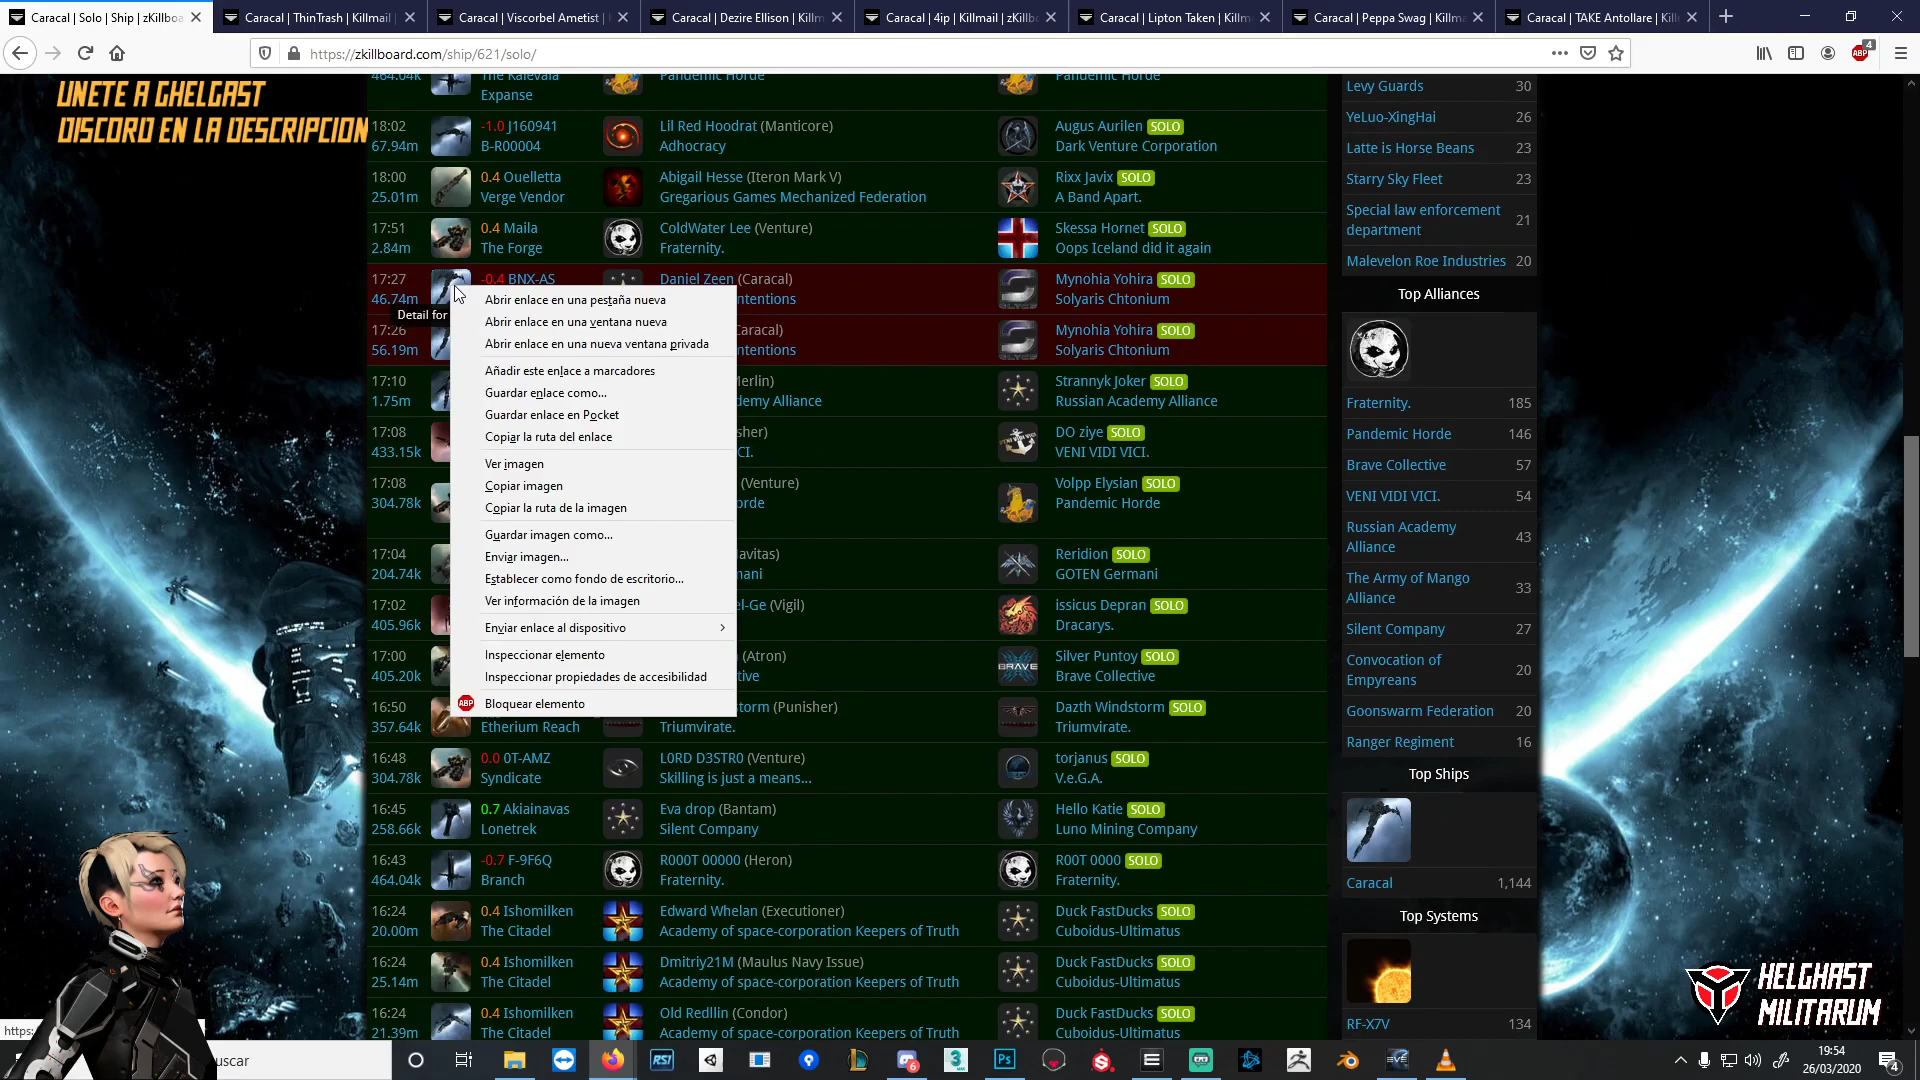 Caracal | Solo | Ship | zKillboa
Caracal | ThinTrash | Killmail |
Caracal | Viscorbel Ametist |
Caracal | Dezire Ellison | Killm
Caracal | 4ip | Killmail | zKillbo
Caracal | Lipton Taken | Killm
Caracal | Peppa Swag | Killma
Caracal | TAKE Antollare | Kill
https://zkillboard.com/ship/621/solo/
4
UNETE A GHELGAST
DISCORD EN LA DESCRIPCION
464.04k The Kalevala Expanse Pandemic Horde Pandemic Horde
18:02 -1.0 J160941 Lil Red Hoodrat (Manticore) Augus Aurilen SOLO
67.94m B-R00004 Adhocracy Dark Venture Corporation
18:00 0.4 Ouelletta Abigail Hesse (Iteron Mark V) Rixx Javix SOLO
25.01m Verge Vendor Gregarious Games Mechanized Federation A Band Apart.
17:51 0.4 Maila ColdWater Lee (Venture) Skessa Hornet SOLO
2.84m The Forge Fraternity. Oops Iceland did it again
17:27 -0.4 BNX-AS Daniel Zeen (Caracal) Mynohia Yohira SOLO
46.74m ntentions Solyaris Chtonium
Detail for
17:26 Caracal) Mynohia Yohira SOLO
56.19m ntentions Solyaris Chtonium
17:10 Merlin) Strannyk Joker SOLO
1.75m demy Alliance Russian Academy Alliance
17:08 sher) DO ziye SOLO
433.15k CI. VENI VIDI VICI.
17:08 (Venture) Volpp Elysian SOLO
304.78k orde Pandemic Horde
17:04 Navitas) Reridion SOLO
204.74k mani GOTEN Germani
17:02 el-Ge (Vigil) issicus Depran SOLO
405.96k Dracarys.
17:00 (Atron) Silver Puntoy SOLO
405.20k tive Brave Collective
16:50 storm (Punisher) Dazth Windstorm SOLO
357.64k Etherium Reach Triumvirate. Triumvirate.
16:48 0.0 0T-AMZ L0RD D3STR0 (Venture) torjanus SOLO
304.78k Syndicate Skilling is just a means... V.e.G.A.
16:45 0.7 Akiainavas Eva drop (Bantam) Hello Katie SOLO
258.66k Lonetrek Silent Company Luno Mining Company
16:43 -0.7 F-9F6Q R000T 00000 (Heron) R00T 0000 SOLO
464.04k Branch Fraternity. Fraternity.
16:24 0.4 Ishomilken Edward Whelan (Executioner) Duck FastDucks SOLO
20.00m The Citadel Academy of space-corporation Keepers of Truth Cuboidus-Ultimatus
16:24 0.4 Ishomilken Dmitriy21M (Maulus Navy Issue) Duck FastDucks SOLO
25.14m The Citadel Academy of space-corporation Keepers of Truth Cuboidus-Ultimatus
16:24 0.4 Ishomilken Old Redllin (Condor) Duck FastDucks SOLO
21.39m The Citadel Academy of space-corporation Keepers of Truth Cuboidus-Ultimatus
Abrir enlace en una pestaña nueva
Abrir enlace en una ventana nueva
Abrir enlace en una nueva ventana privada
Añadir este enlace a marcadores
Guardar enlace como...
Guardar enlace en Pocket
Copiar la ruta del enlace
Ver imagen
Copiar imagen
Copiar la ruta de la imagen
Guardar imagen como...
Enviar imagen...
Establecer como fondo de escritorio...
Ver información de la imagen
Enviar enlace al dispositivo
Inspeccionar elemento
Inspeccionar propiedades de accesibilidad
ABP Bloquear elemento
Levy Guards 30
YeLuo-XingHai 26
Latte is Horse Beans 23
Starry Sky Fleet 23
Special law enforcement department 21
Malevelon Roe Industries 20
Top Alliances
Fraternity. 185
Pandemic Horde 146
Brave Collective 57
VENI VIDI VICI. 54
Russian Academy Alliance 43
The Army of Mango Alliance 33
Silent Company 27
Convocation of Empyreans 20
Goonswarm Federation 20
Ranger Regiment 16
Top Ships
Caracal 1,144
Top Systems
RF-X7V 134
HELGHAST
MILITARUM
https:
uscar
RSI
6
3
Ps
19:54
26/03/2020
4